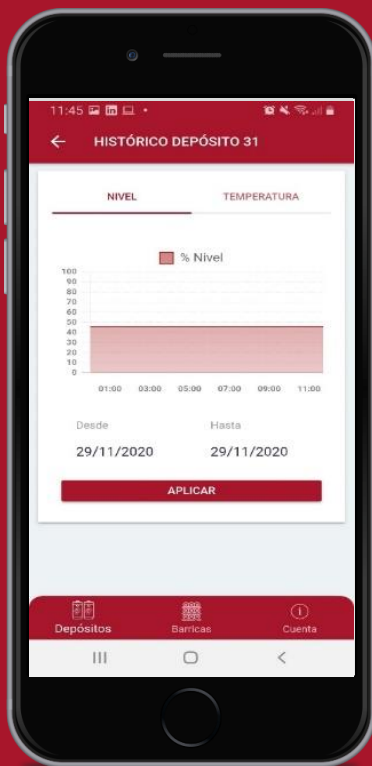 11:45
HISTÓRICO DEPÓSITO 31
NIVEL TEMPERATURA
% Nivel
100
90
80
70
60
50
40
30
20
10
0
01:00 03:00 05:00 07:00 09:00 11:00
Desde Hasta
29/11/2020 29/11/2020
APLICAR
Depósitos Barricas Cuenta